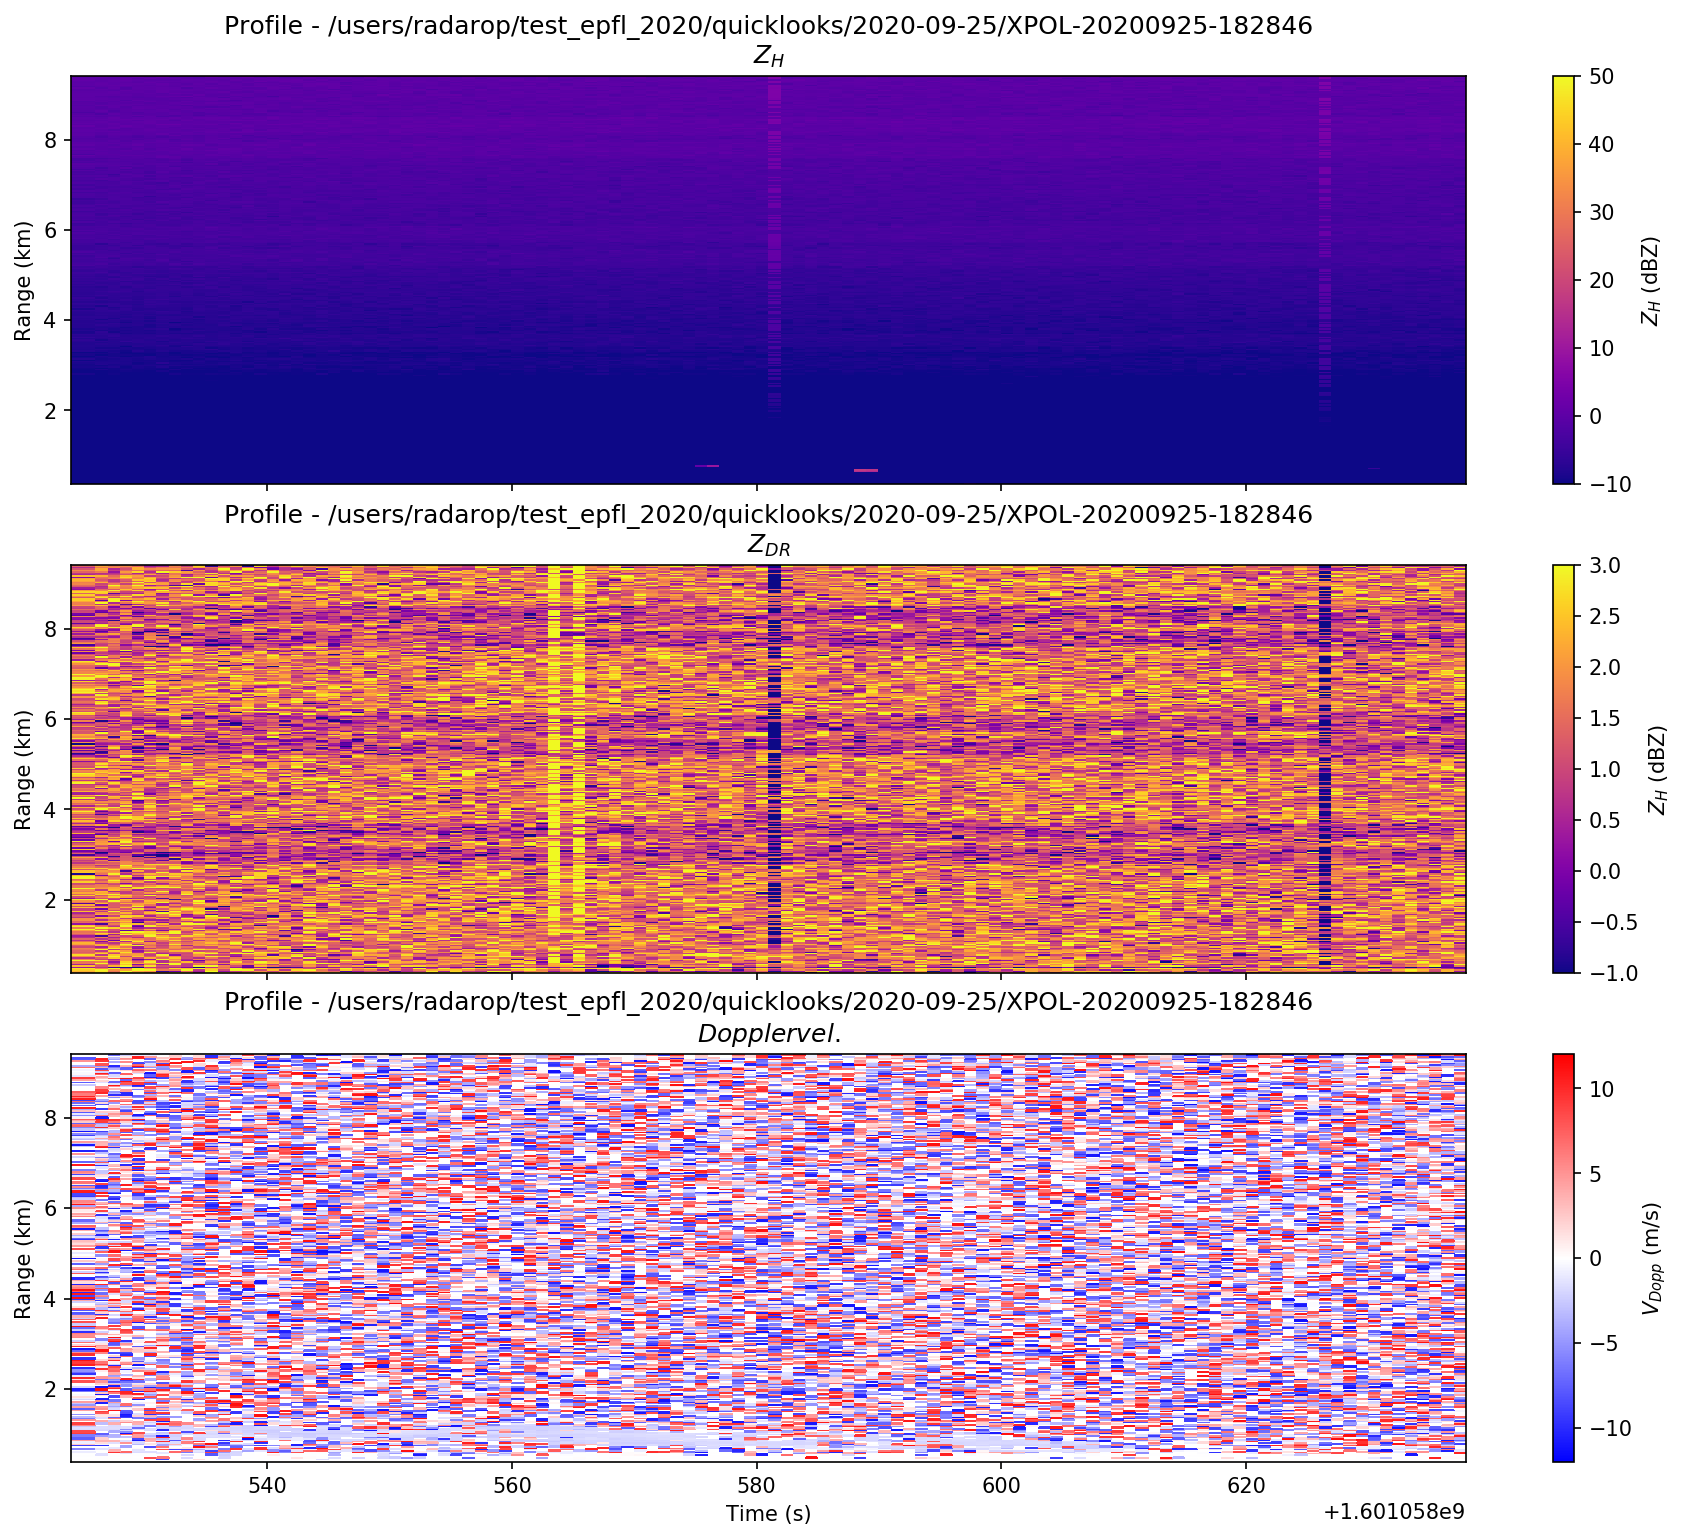 Profile - /users/radarop/test_epfl_2020/quicklooks/2020-09-25/XPOL-20200925-182846
Z_H
8
6
4
2
Range (km)
50
40
30
20
10
0
−10
Z_H (dBZ)
Profile - /users/radarop/test_epfl_2020/quicklooks/2020-09-25/XPOL-20200925-182846
Z_DR
8
6
4
2
Range (km)
3.0
2.5
2.0
1.5
1.0
0.5
0.0
−0.5
−1.0
Z_H (dBZ)
Profile - /users/radarop/test_epfl_2020/quicklooks/2020-09-25/XPOL-20200925-182846
Dopplervel.
8
6
4
2
Range (km)
10
5
0
−5
−10
V_Dopp (m/s)
540 560 580 600 620
Time (s)
+1.601058e9